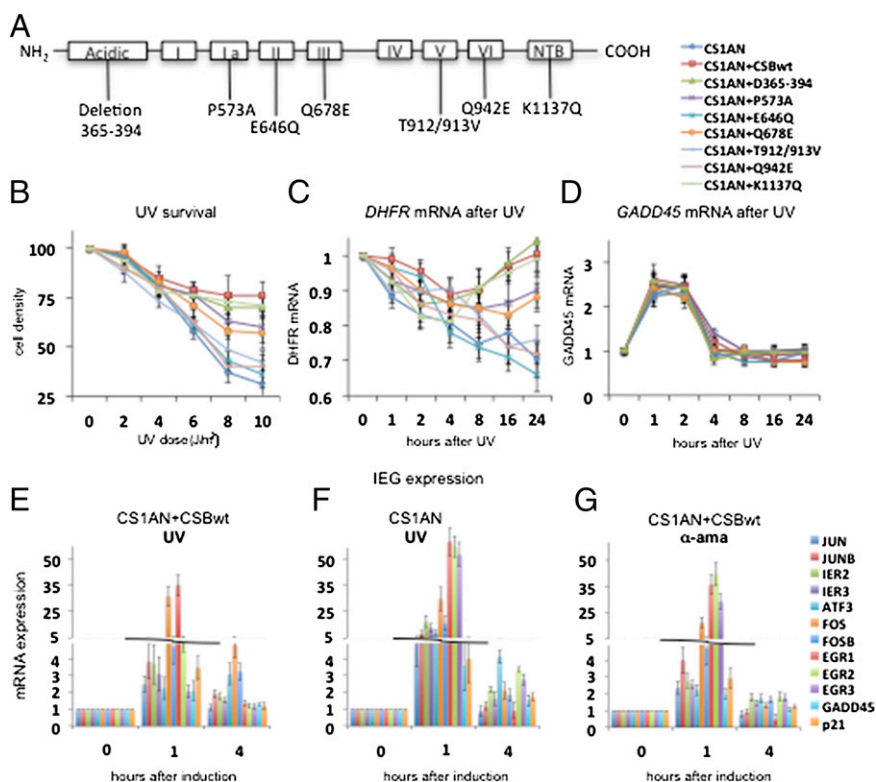 A
NH2 Acidic I Ia II III IV V VI NTB COOH
Deletion
365-394
P573A
E646Q
Q678E
T912/913V
Q942E
K1137Q
CS1AN
CS1AN+CSBwt
CS1AN+D365-394
CS1AN+P573A
CS1AN+E646Q
CS1AN+Q678E
CS1AN+T912/913V
CS1AN+Q942E
CS1AN+K1137Q
B
UV survival
100
75
50
25
cell density
0 2 4 6 8 10
UV dose(J/m²)
C
DHFR mRNA after UV
1
0.9
0.8
0.7
0.6
DHFR mRNA
0 1 2 4 8 16 24
hours after UV
D
GADD45 mRNA after UV
3
2
1
0
GADD45 mRNA
0 1 2 4 8 16 24
hours after UV
IEG expression
E
CS1AN+CSBwt
UV
50
35
25
15
5
4
3
2
1
0
mRNA expression
0 1 4
hours after induction
F
CS1AN
UV
50
35
25
15
5
4
3
2
1
0
0 1 4
hours after induction
G
CS1AN+CSBwt
α-ama
50
35
25
15
5
4
3
2
1
0
0 1 4
hours after induction
JUN
JUNB
IER2
IER3
ATF3
FOS
FOSB
EGR1
EGR2
EGR3
GADD45
p21